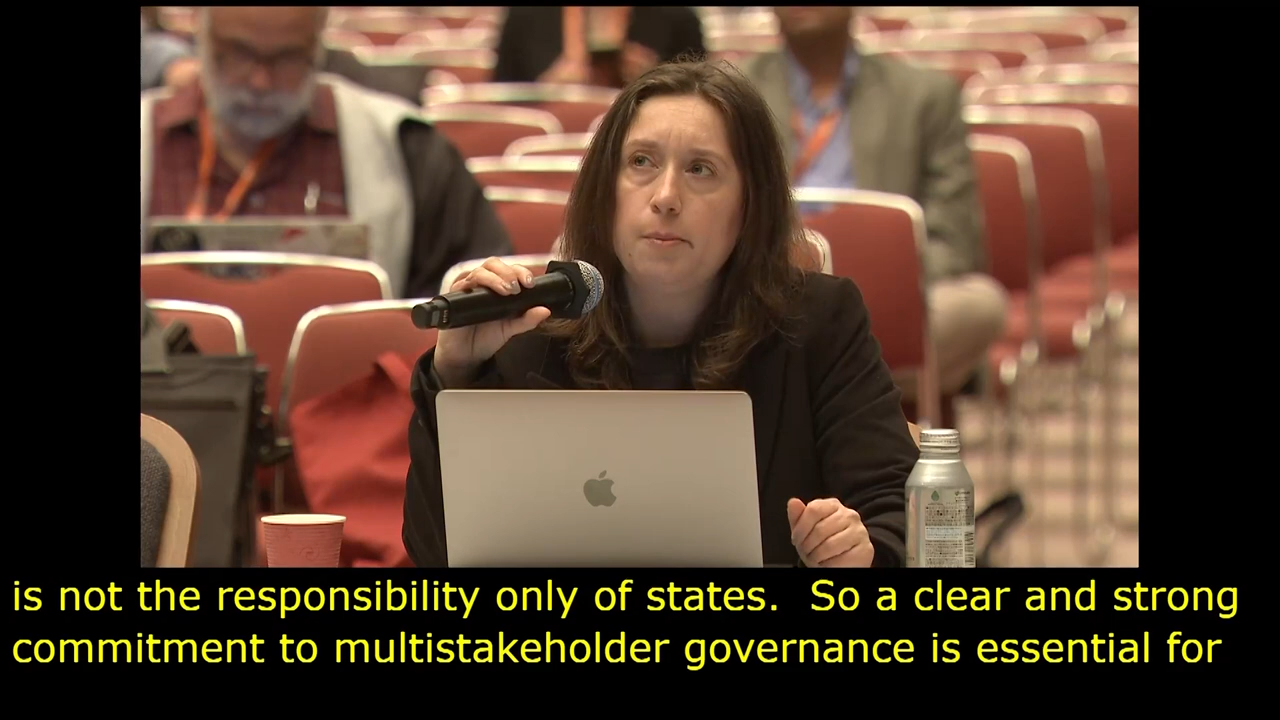 is not the responsibility only of states.  So a clear and strong
commitment to multistakeholder governance is essential for